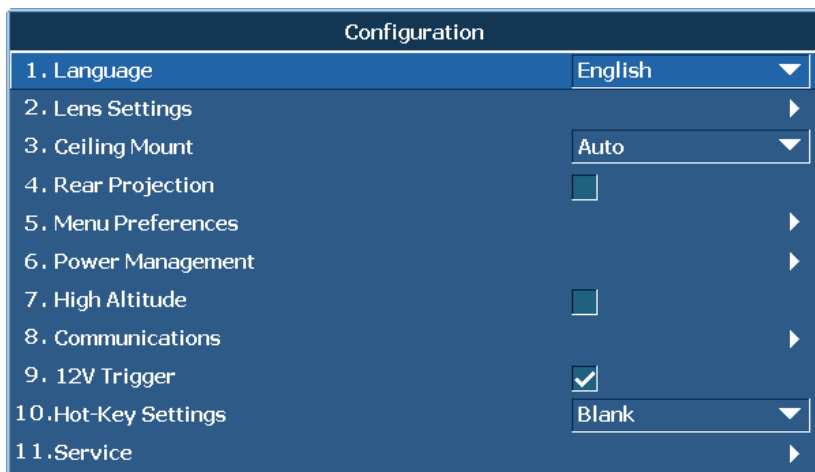 Configuration
1. Language English
2. Lens Settings
3. Ceiling Mount Auto
4. Rear Projection
5. Menu Preferences
6. Power Management
7. High Altitude
8. Communications
9. 12V Trigger
10.Hot-Key Settings Blank
11.Service